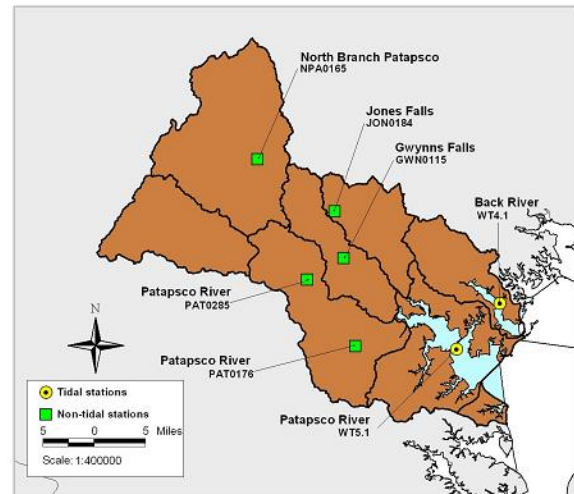 North Branch Patapsco
NPA0165
Jones Falls
JON0184
Gwynns Falls
GWN0115
Back River
WT4.1
Patapsco River
PAT0285
N
Patapsco River
PAT0176
Patapsco River
WT5.1
Tidal stations
Non-tidal stations
5 0 5 Miles
Scale: 1:400000